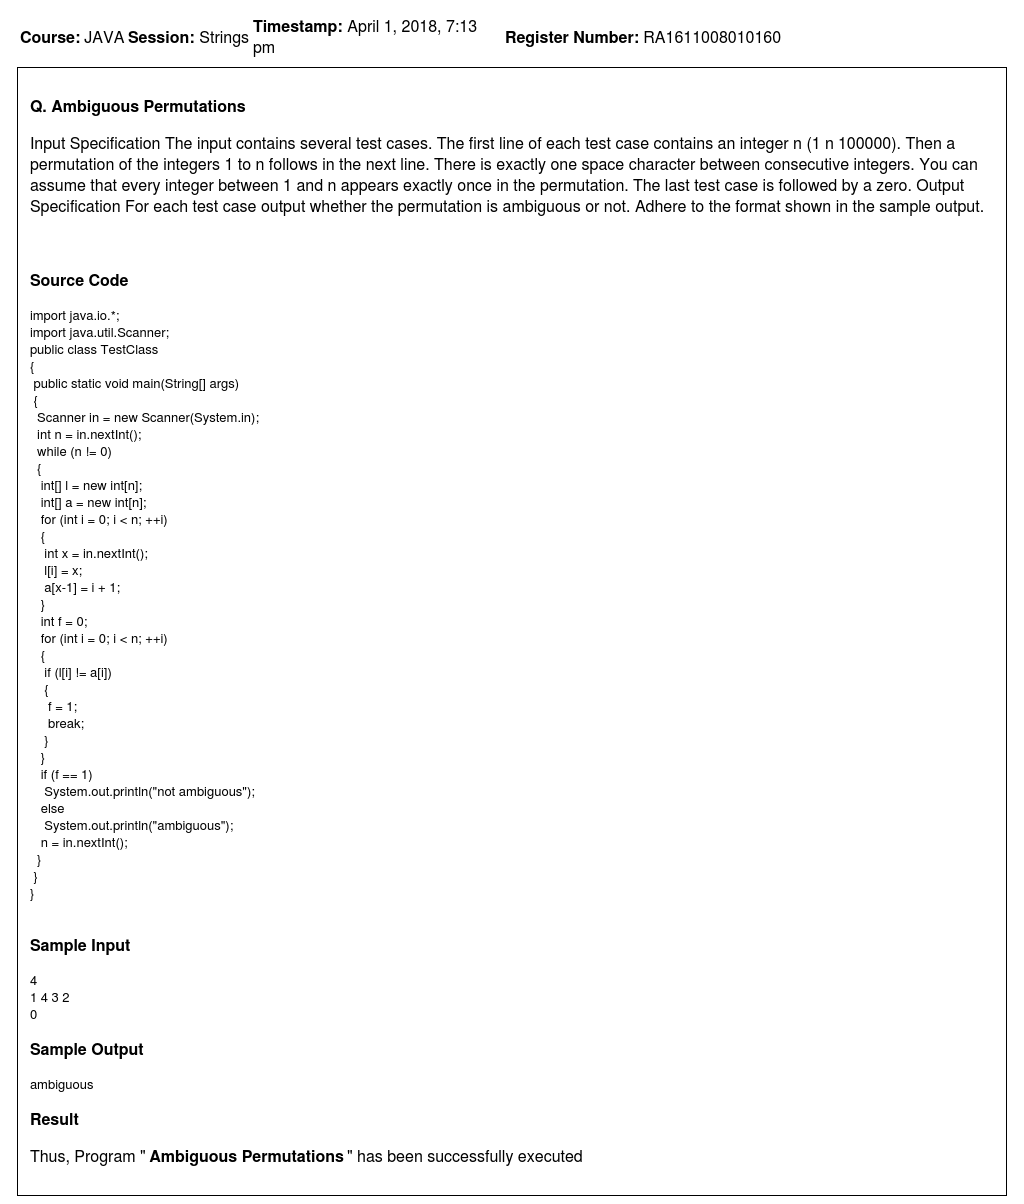 Course: JAVA Session: Strings Timestamp: April 1, 2018, 7:13 pm Register Number: RA1611008010160
Q. Ambiguous Permutations
Input Specification The input contains several test cases. The first line of each test case contains an integer n (1 n 100000). Then a
permutation of the integers 1 to n follows in the next line. There is exactly one space character between consecutive integers. You can
assume that every integer between 1 and n appears exactly once in the permutation. The last test case is followed by a zero. Output
Specification For each test case output whether the permutation is ambiguous or not. Adhere to the format shown in the sample output.
Source Code
import java.io.*;
import java.util.Scanner;
public class TestClass
{
public static void main(String[] args)
{
Scanner in = new Scanner(System.in);
int n = in.nextInt();
while (n != 0)
{
int[] l = new int[n];
int[] a = new int[n];
for (int i = 0; i < n; ++i)
{
int x = in.nextInt();
l[i] = x;
a[x-1] = i + 1;
}
int f = 0;
for (int i = 0; i < n; ++i)
{
if (l[i] != a[i])
{
f = 1;
break;
}
}
if (f == 1)
System.out.println("not ambiguous");
else
System.out.println("ambiguous");
n = in.nextInt();
}
}
}
Sample Input
4
1 4 3 2
0
Sample Output
ambiguous
Result
Thus, Program " Ambiguous Permutations " has been successfully executed